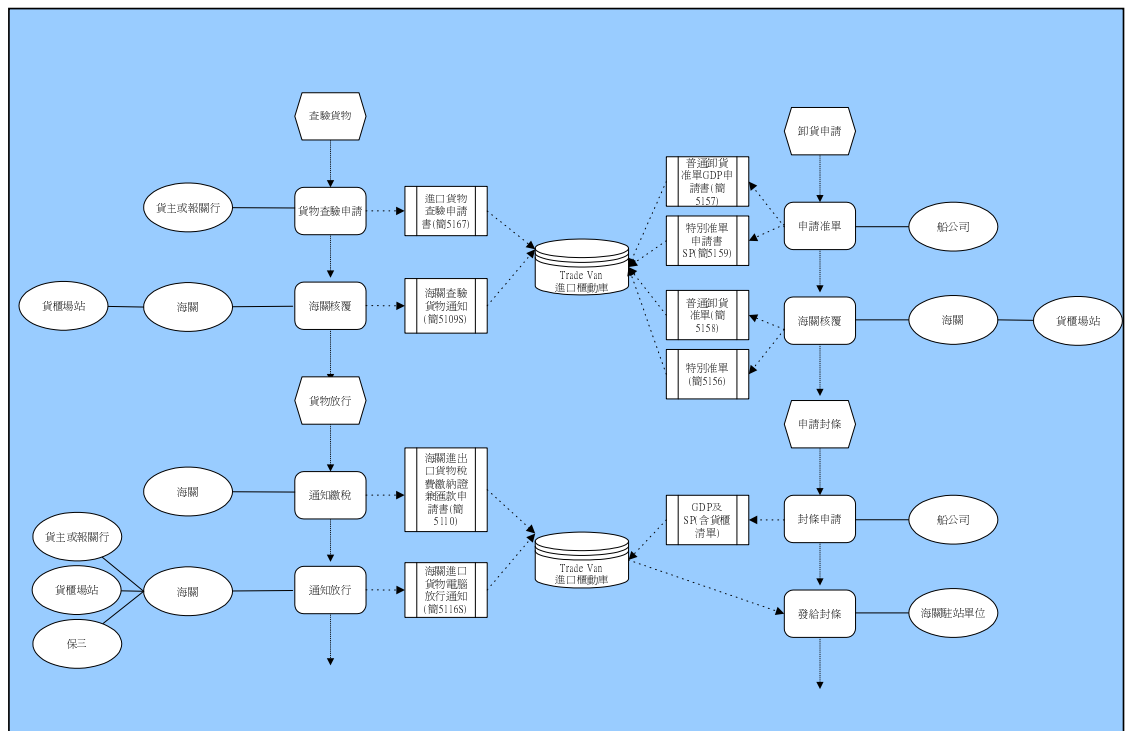 查驗貨物
卸貨申請
貨主或報關行
貨物查驗申請
進口貨物
查驗申請
書(簡5167)
普通卸貨
准單GDP申
請書(簡
5157)
特別准單
申請書
SP(簡5159)
申請准單
船公司
Trade Van
進口櫃動庫
貨櫃場站
海關
海關核覆
海關查驗
貨物通知
(簡5109S)
普通卸貨
准單(簡
5158)
特別准單
(簡5156)
海關核覆
海關
貨櫃場站
貨物放行
申請封條
海關
通知繳稅
海關進出
口貨物稅
費繳納證
兼匯款申
請書(簡
5110)
GDP及
SP(含貨櫃
清單)
封條申請
船公司
Trade Van
進口櫃動庫
貨主或報關行
貨櫃場站
保三
海關
通知放行
海關進口
貨物電腦
放行通知
(簡5116S)
發給封條
海關駐站單位